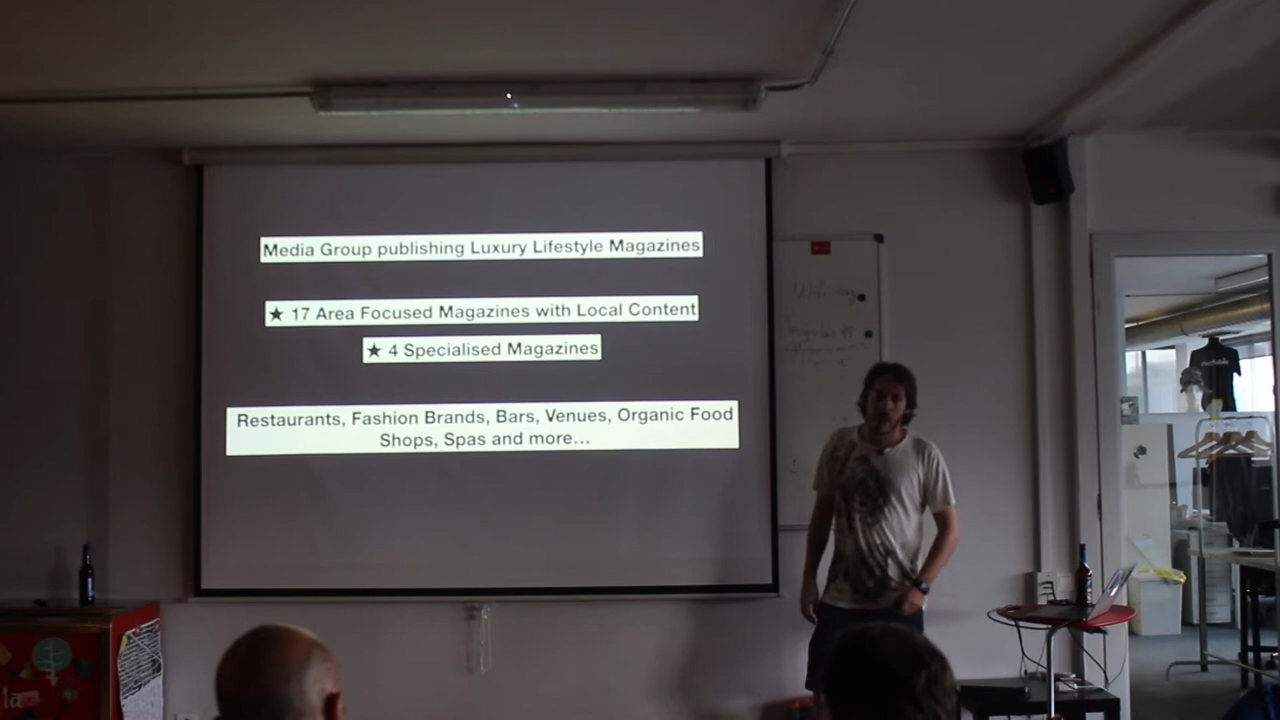 Media Group publishing Luxury Lifestyle Magazines
★ 17 Area Focused Magazines with Local Content
★ 4 Specialised Magazines
Restaurants, Fashion Brands, Bars, Venues, Organic Food
Shops, Spas and more...
la